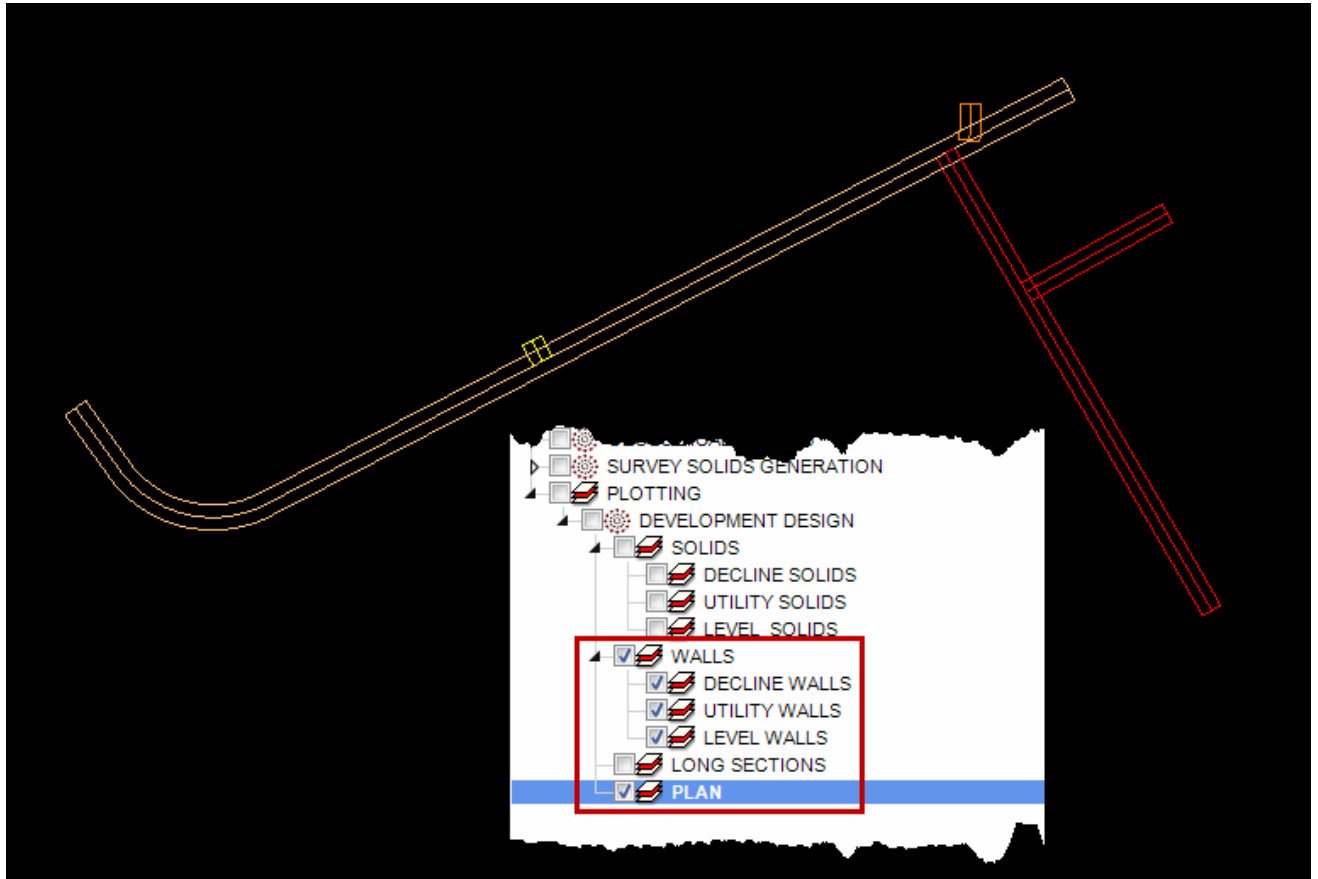 SURVEY SOLIDS GENERATION
PLOTTING
DEVELOPMENT DESIGN
SOLIDS
DECLINE SOLIDS
UTILITY SOLIDS
LEVEL SOLIDS
WALLS
DECLINE WALLS
UTILITY WALLS
LEVEL WALLS
LONG SECTIONS
PLAN